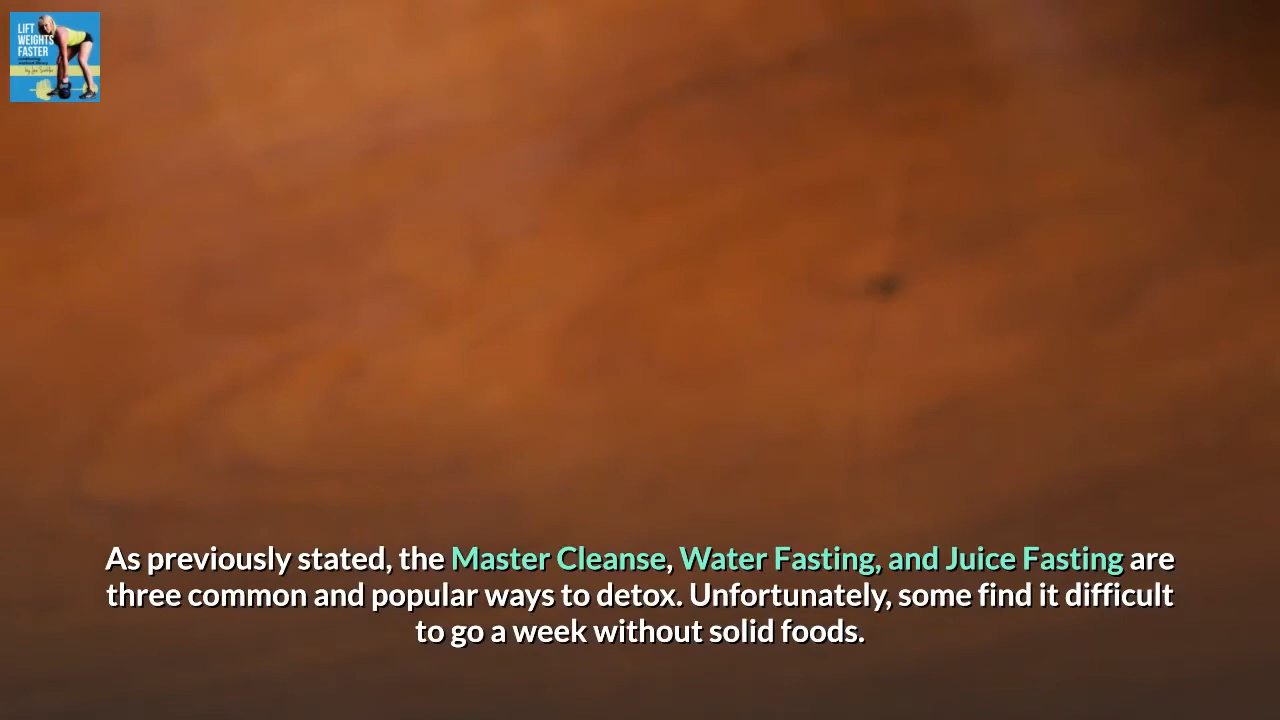 LIFT
WEIGHTS
FASTER
As previously stated, the Master Cleanse, Water Fasting, and Juice Fasting are
three common and popular ways to detox. Unfortunately, some find it difficult
to go a week without solid foods.